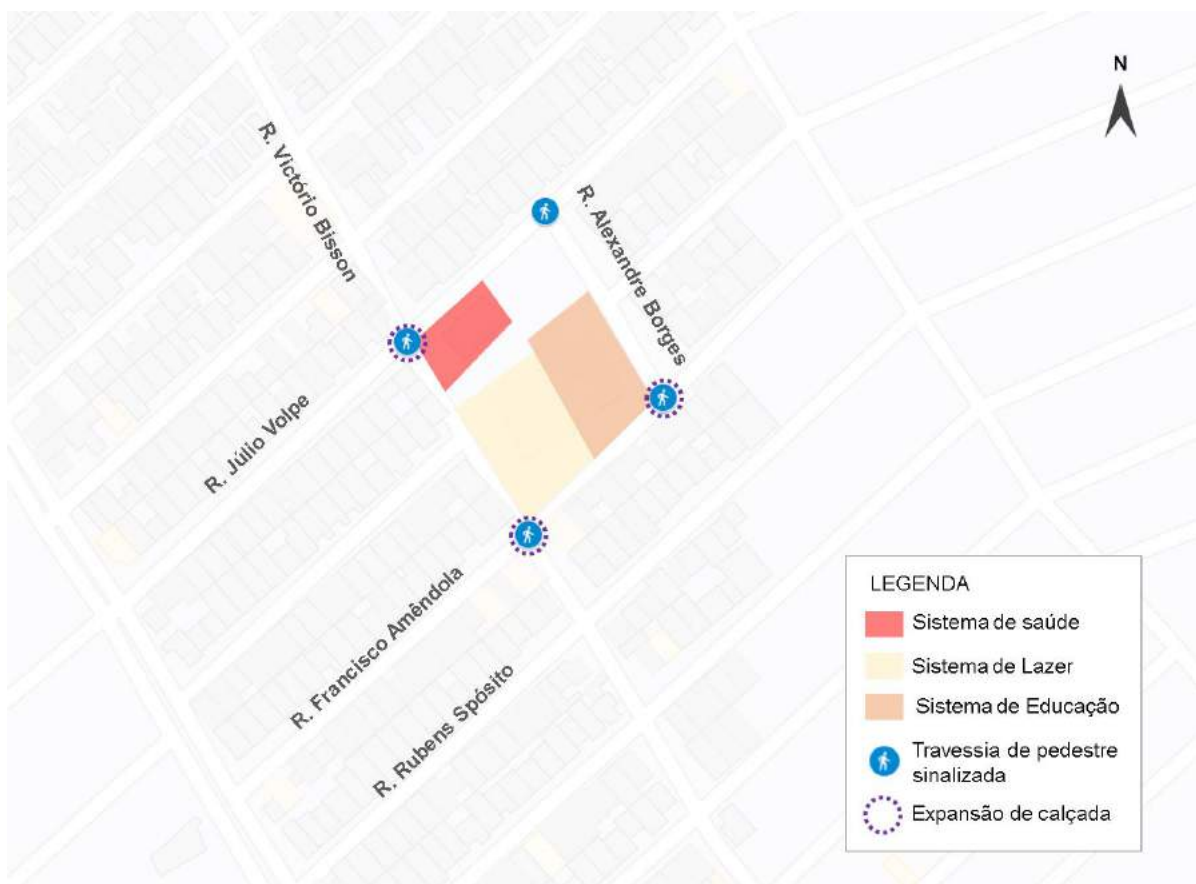 N
R. Victório Bisson
R. Alexandre Borges
R. Júlio Volpe
R. Francisco Amêndola
R. Rubens Spósito
LEGENDA
Sistema de saúde
Sistema de Lazer
Sistema de Educação
Travessia de pedestre
sinalizada
Expansão de calçada